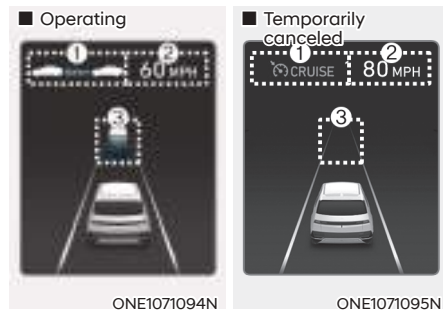 ■ Operating
① ②
60 MPH
③
ONE1071094N
■ Temporarily
canceled
① ②
CRUISE 80 MPH
③
ONE1071095N